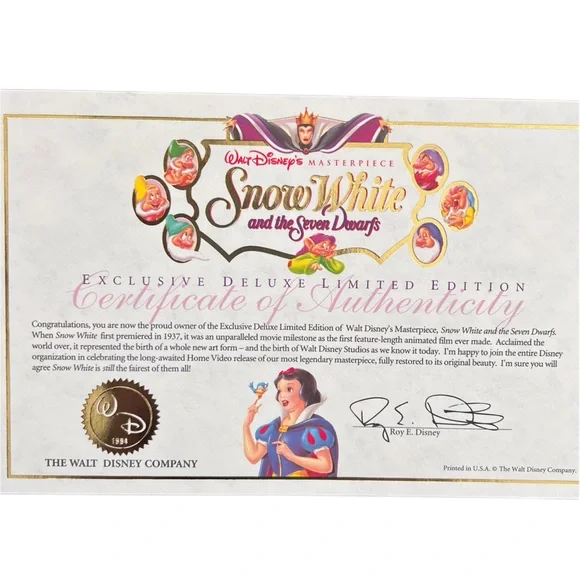 Walt Disney's MASTERPIECE
Snow White
and the Seven Dwarfs
EXCLUSIVE DELUXE LIMITED EDITION
Certificate of Authenticity
Congratulations, you are now the proud owner of the Exclusive Deluxe Limited Edition of Walt Disney's Masterpiece, Snow White and the Seven Dwarfs.
When Snow White first premiered in 1937, it was an unparalleled movie milestone as the first feature-length animated film ever made. Acclaimed the
world over, it represented the birth of a whole new art form – and the birth of Walt Disney Studios as we know it today. I'm happy to join the entire Disney
organization in celebrating the long-awaited Home Video release of our most legendary masterpiece, fully restored to its original beauty. I'm sure you will
agree Snow White is still the fairest of them all!
W D
1994
Roy E. Disney
Roy E. Disney
THE WALT DISNEY COMPANY
Printed in U.S.A. © The Walt Disney Company.